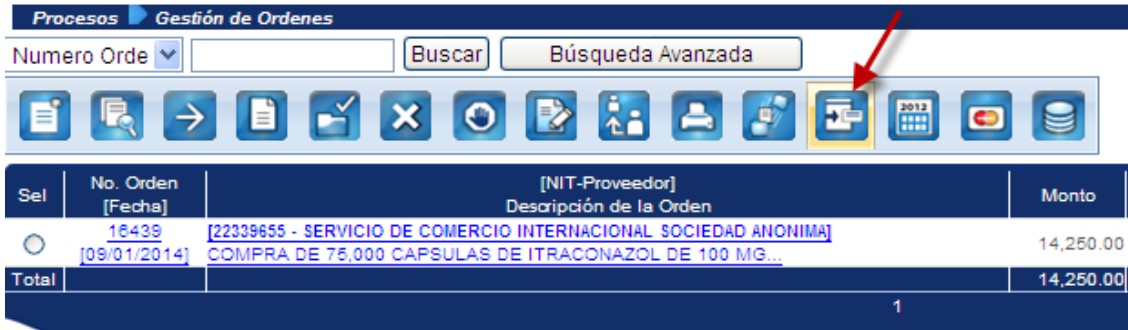 Procesos Gestión de Ordenes
Numero Orde Buscar Búsqueda Avanzada
2012
Sel No. Orden [NIT-Proveedor] Monto
[Fecha] Descripción de la Orden
16439 [22339655 - SERVICIO DE COMERCIO INTERNACIONAL SOCIEDAD ANONIMA] 14,250.00
[09/01/2014] COMPRA DE 75,000 CAPSULAS DE ITRACONAZOL DE 100 MG...
Total 14,250.00
1